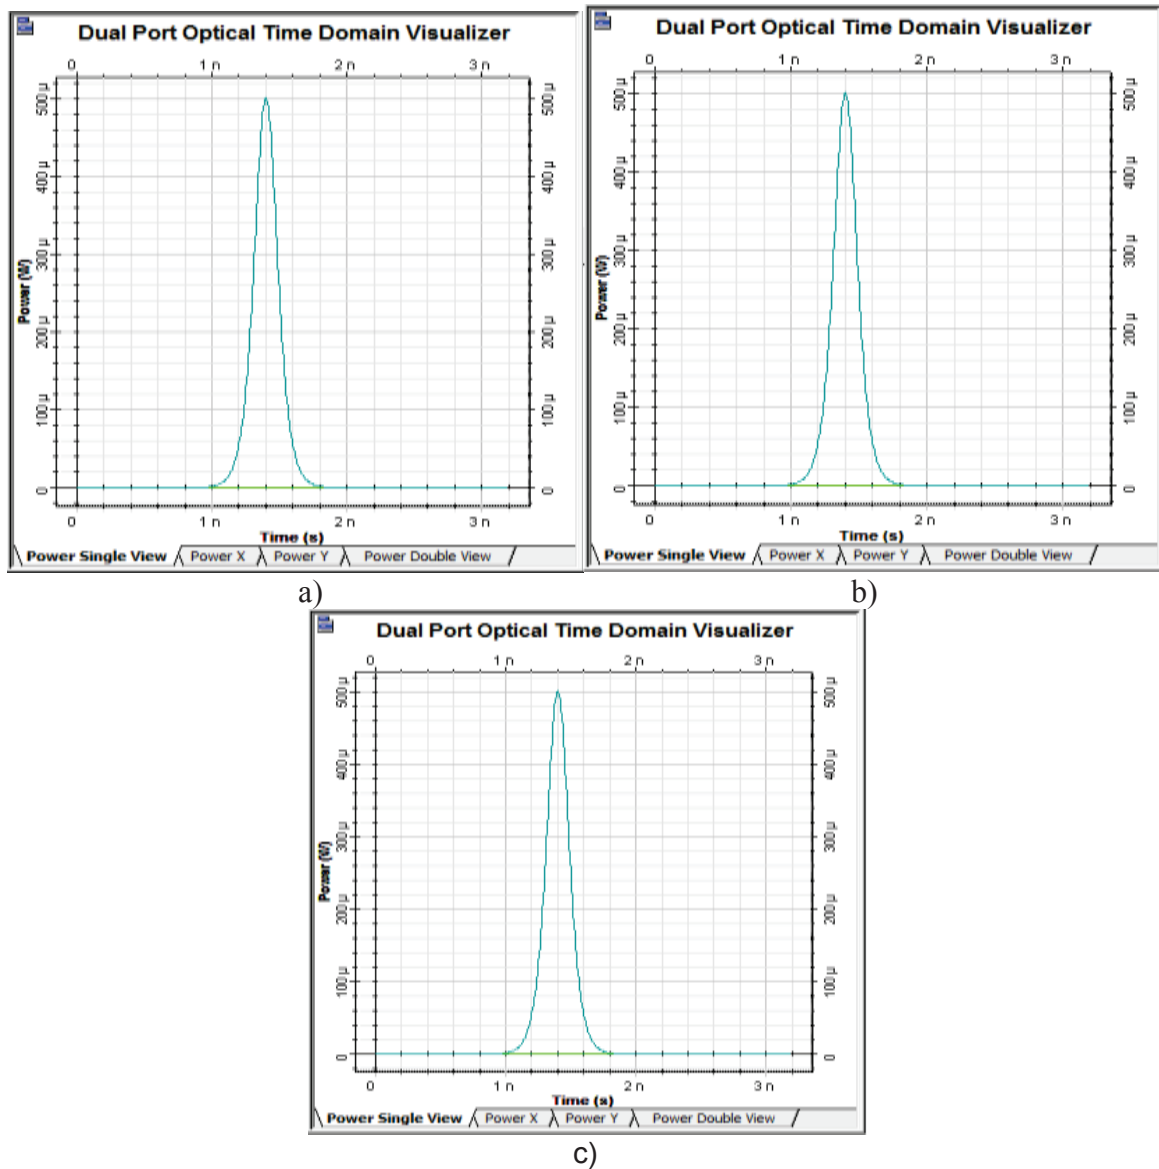 Dual Port Optical Time Domain Visualizer
0 1 n 2 n 3 n
500 µ 500 µ
400 µ 400 µ
300 µ 300 µ
Power (W)
200 µ 200 µ
100 µ 100 µ
0 0
0 1 n 2 n 3 n
Time (s)
Power Single View Power X Power Y Power Double View
a)
Dual Port Optical Time Domain Visualizer
0 1 n 2 n 3 n
500 µ 500 µ
400 µ 400 µ
300 µ 300 µ
Power (W)
200 µ 200 µ
100 µ 100 µ
0 0
0 1 n 2 n 3 n
Time (s)
Power Single View Power X Power Y Power Double View
b)
Dual Port Optical Time Domain Visualizer
0 1 n 2 n 3 n
500 µ 500 µ
400 µ 400 µ
300 µ 300 µ
Power (W)
200 µ 200 µ
100 µ 100 µ
0 0
0 1 n 2 n 3 n
Time (s)
Power Single View Power X Power Y Power Double View
c)